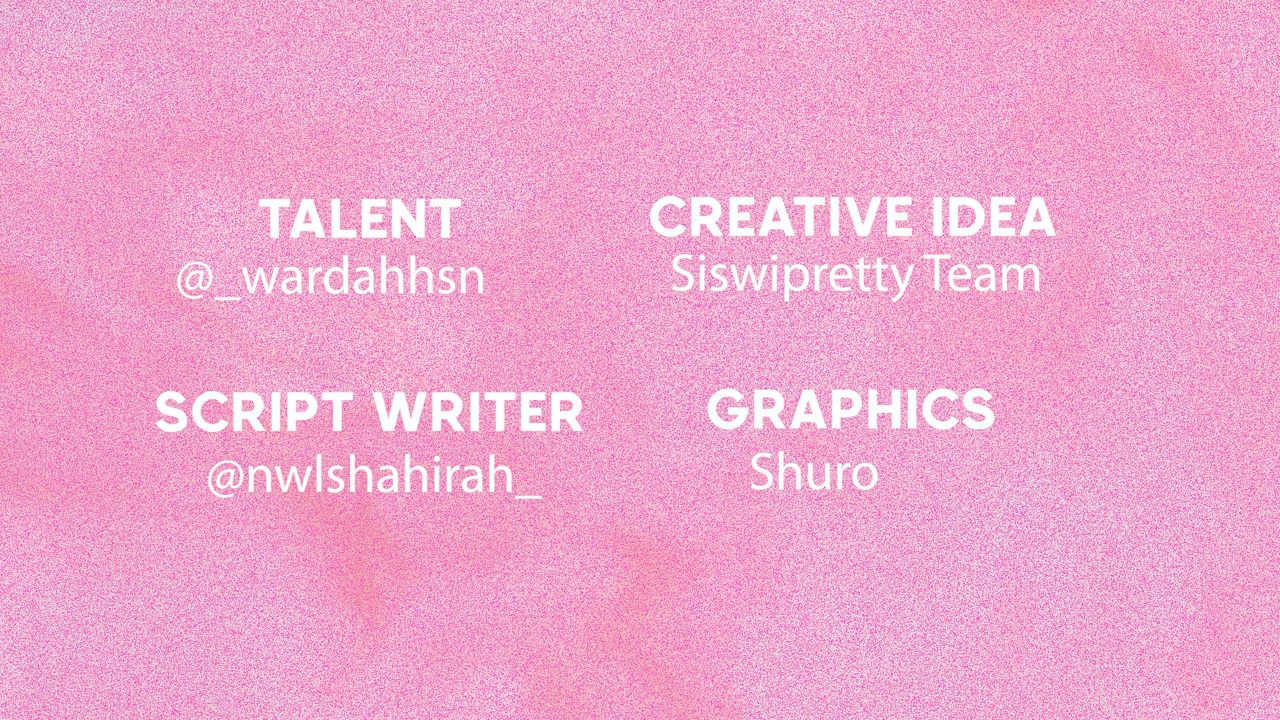 TALENT
@_wardahhsn
CREATIVE IDEA
Siswipretty Team
SCRIPT WRITER
@nwlshahirah_
GRAPHICS
Shuro